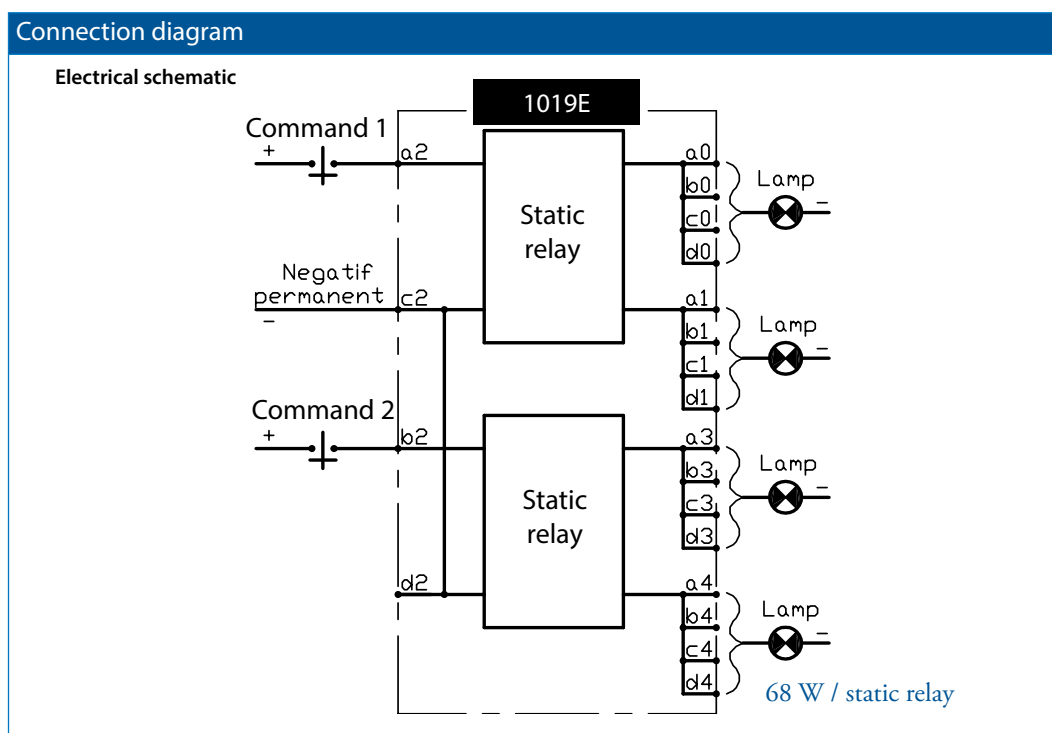 Connection diagram
Electrical schematic
1019E
Command 1
+
a2
Static
relay
a0
b0
c0
d0
Lamp
-
Negatif
permanent
-
c2
a1
b1
c1
d1
Lamp
-
Command 2
+
b2
Static
relay
a3
b3
c3
d3
Lamp
-
d2
a4
b4
c4
d4
Lamp
-
68 W / static relay